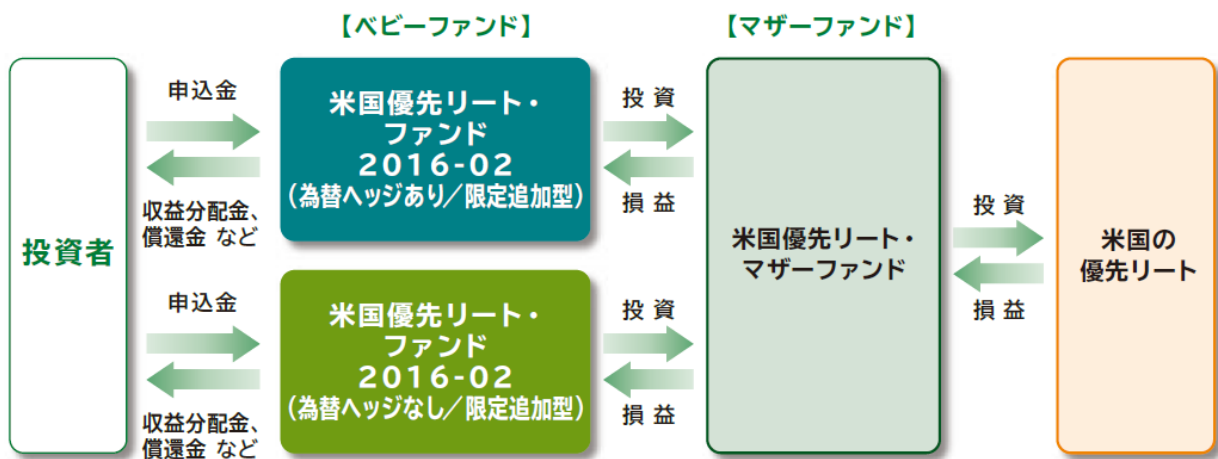 【ベビーファンド】
【マザーファンド】
投資者
申込金
収益分配金、
償還金 など
米国優先リート・
ファンド
2016-02
(為替ヘッジあり／限定追加型)
投 資
損 益
申込金
収益分配金、
償還金 など
米国優先リート・
ファンド
2016-02
(為替ヘッジなし／限定追加型)
投 資
損 益
米国優先リート・
マザーファンド
投 資
損 益
米国の
優先リート